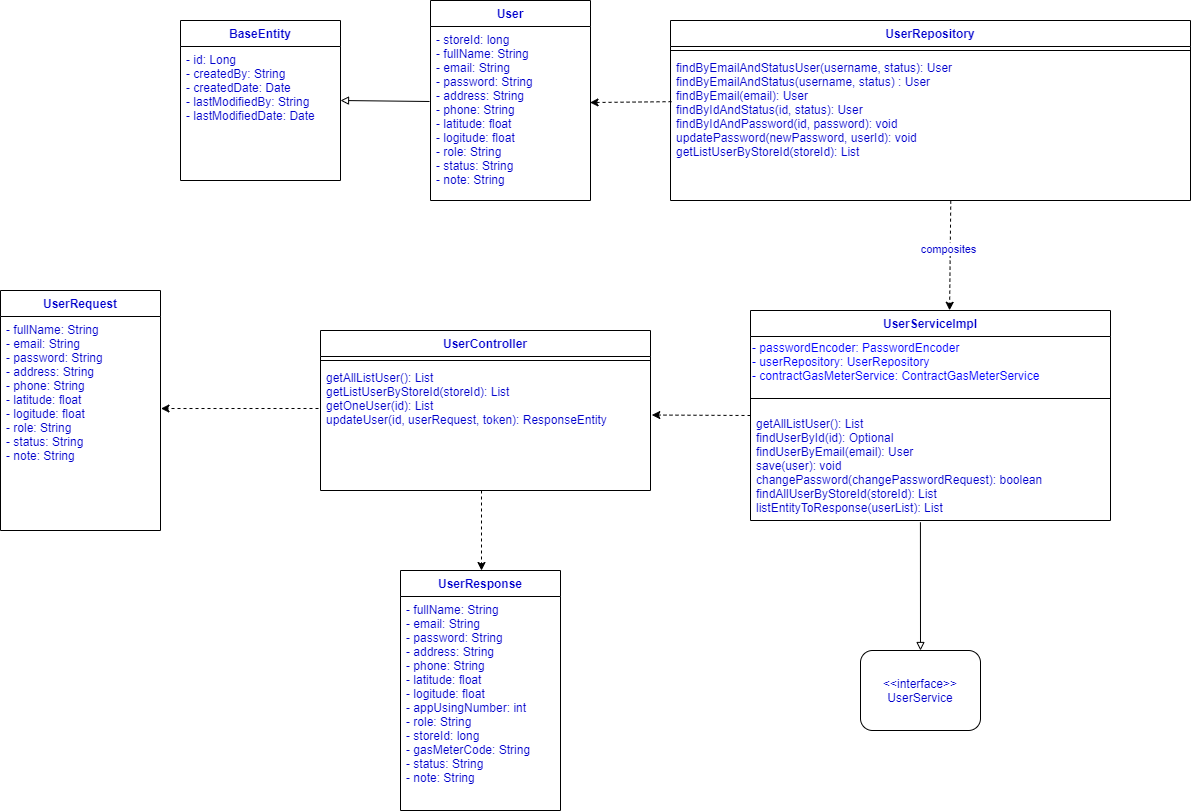 BaseEntity
- id: Long
- createdBy: String
- createdDate: Date
- lastModifiedBy: String
- lastModifiedDate: Date
User
- storeId: long
- fullName: String
- email: String
- password: String
- address: String
- phone: String
- latitude: float
- logitude: float
- role: String
- status: String
- note: String
UserRepository
findByEmailAndStatusUser(username, status): User
findByEmailAndStatus(username, status) : User
findByEmail(email): User
findByIdAndStatus(id, status): User
findByIdAndPassword(id, password): void
updatePassword(newPassword, userId): void
getListUserByStoreId(storeId): List
composites
UserRequest
- fullName: String
- email: String
- password: String
- address: String
- phone: String
- latitude: float
- logitude: float
- role: String
- status: String
- note: String
UserController
getAllListUser(): List
getListUserByStoreId(storeId): List
getOneUser(id): List
updateUser(id, userRequest, token): ResponseEntity
UserServiceImpl
- passwordEncoder: PasswordEncoder
- userRepository: UserRepository
- contractGasMeterService: ContractGasMeterService
getAllListUser(): List
findUserById(id): Optional
findUserByEmail(email): User
save(user): void
changePassword(changePasswordRequest): boolean
findAllUserByStoreId(storeId): List
listEntityToResponse(userList): List
UserResponse
- fullName: String
- email: String
- password: String
- address: String
- phone: String
- latitude: float
- logitude: float
- appUsingNumber: int
- role: String
- storeId: long
- gasMeterCode: String
- status: String
- note: String
<<interface>>
UserService